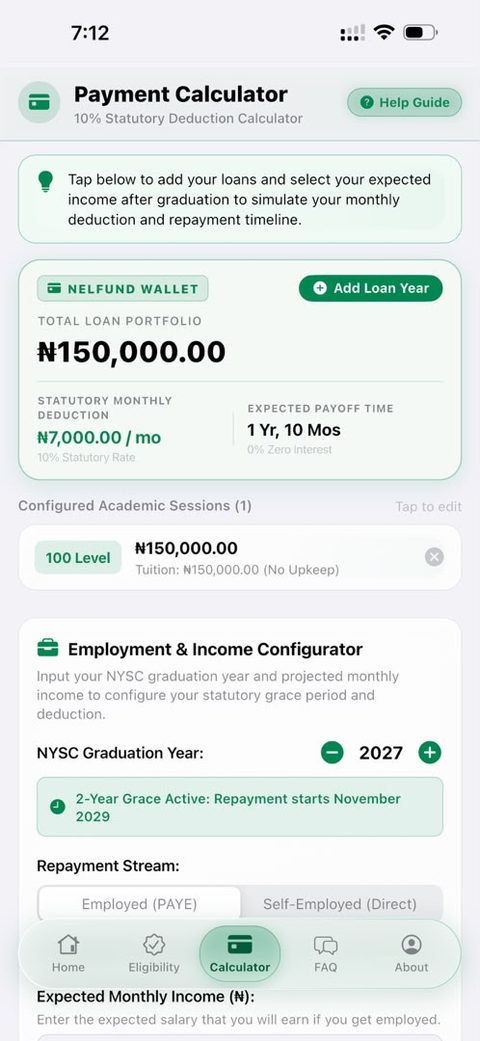 7:12
Payment Calculator
10% Statutory Deduction Calculator
Help Guide
Tap below to add your loans and select your expected
income after graduation to simulate your monthly
deduction and repayment timeline.
NELFUND WALLET
Add Loan Year
TOTAL LOAN PORTFOLIO
₦150,000.00
STATUTORY MONTHLY
DEDUCTION
₦7,000.00 / mo
10% Statutory Rate
EXPECTED PAYOFF TIME
1 Yr, 10 Mos
0% Zero Interest
Configured Academic Sessions (1)
Tap to edit
100 Level
₦150,000.00
Tuition: ₦150,000.00 (No Upkeep)
Employment & Income Configurator
Input your NYSC graduation year and projected monthly
income to configure your statutory grace period and
deduction.
NYSC Graduation Year:
2027
2-Year Grace Active: Repayment starts November
2029
Repayment Stream:
Employed (PAYE)
Self-Employed (Direct)
Home
Eligibility
Calculator
FAQ
About
Expected Monthly Income (₦):
Enter the expected salary that you will earn if you get employed.